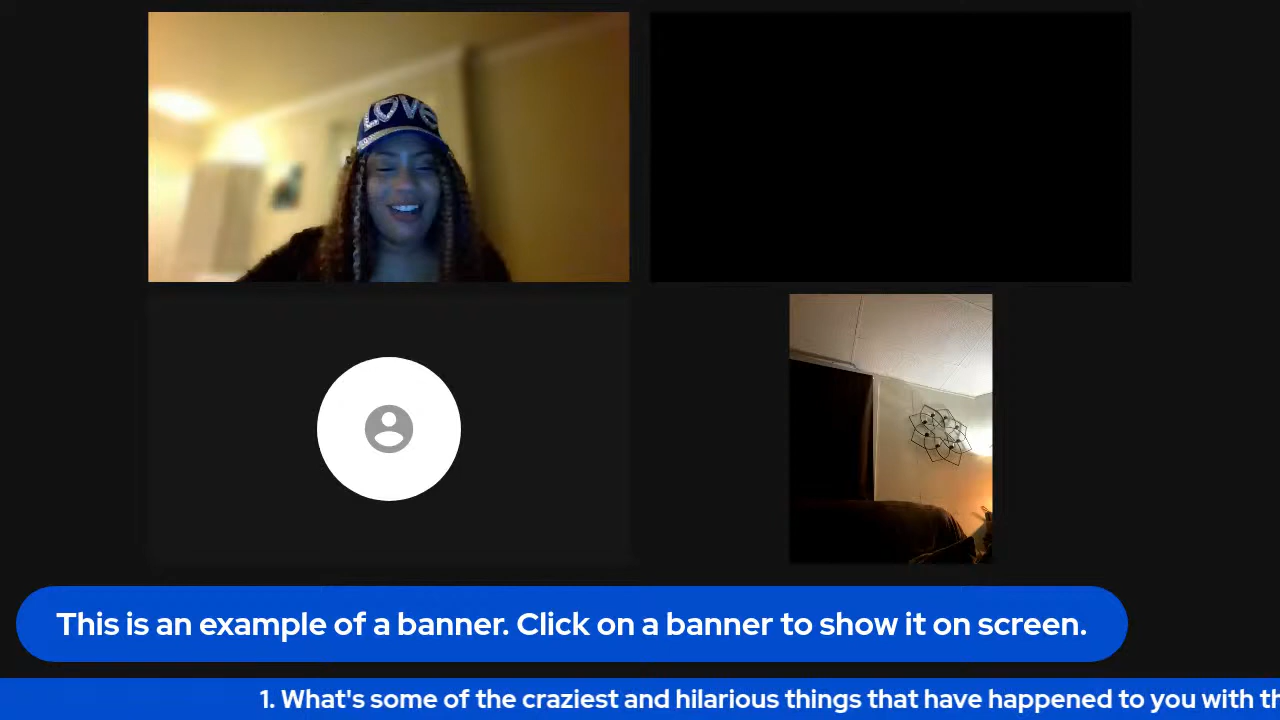 LOVE
This is an example of a banner. Click on a banner to show it on screen.
1. What's some of the craziest and hilarious things that have happened to you with